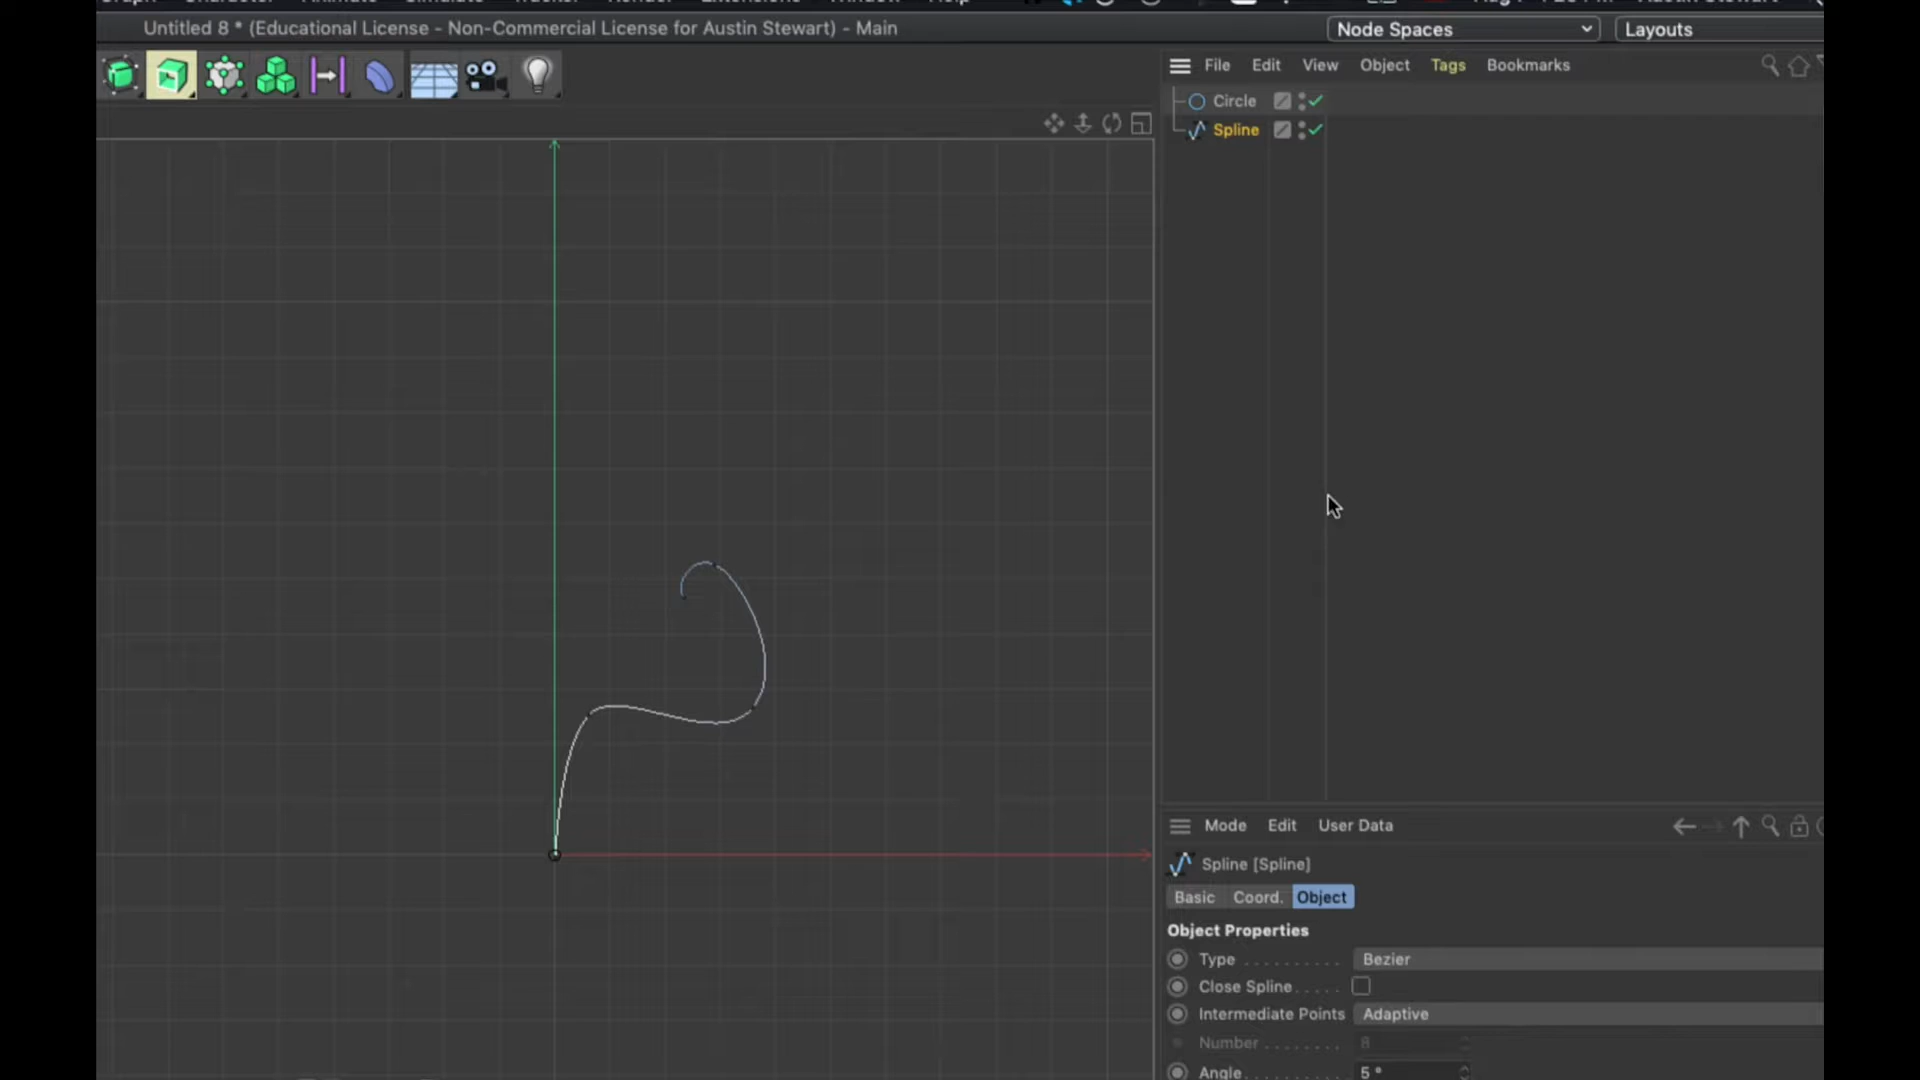 Untitled 8 * (Educational License - Non-Commercial License for Austin Stewart) - Main
Node Spaces
Layouts
File Edit View Object Tags Bookmarks
Circle
Spline
Mode Edit User Data
Spline [Spline]
Basic Coord. Object
Object Properties
Type . . . . . . . . . . Bezier
Close Spline . . . . .
Intermediate Points Adaptive
Number . . . . . . . . 8
Angle . . . . . . . . . 5 °